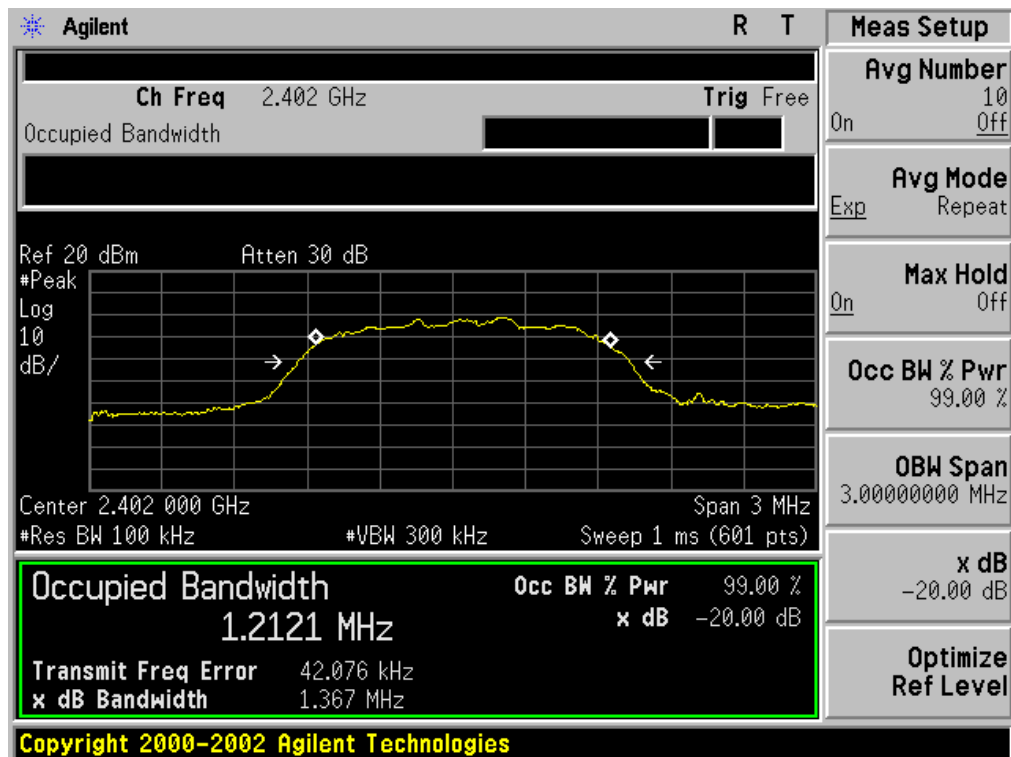 Agilent R T
Ch Freq 2.402 GHz Trig Free
Occupied Bandwidth
Ref 20 dBm Atten 30 dB
#Peak
Log
10
dB/
Center 2.402 000 GHz Span 3 MHz
#Res BW 100 kHz #VBW 300 kHz Sweep 1 ms (601 pts)
Occupied Bandwidth Occ BW % Pwr 99.00 %
1.2121 MHz x dB -20.00 dB
Transmit Freq Error 42.076 kHz
x dB Bandwidth 1.367 MHz
Copyright 2000-2002 Agilent Technologies
Meas Setup
Avg Number
10
On Off
Avg Mode
Exp Repeat
Max Hold
On Off
Occ BW % Pwr
99.00 %
OBW Span
3.00000000 MHz
x dB
-20.00 dB
Optimize
Ref Level